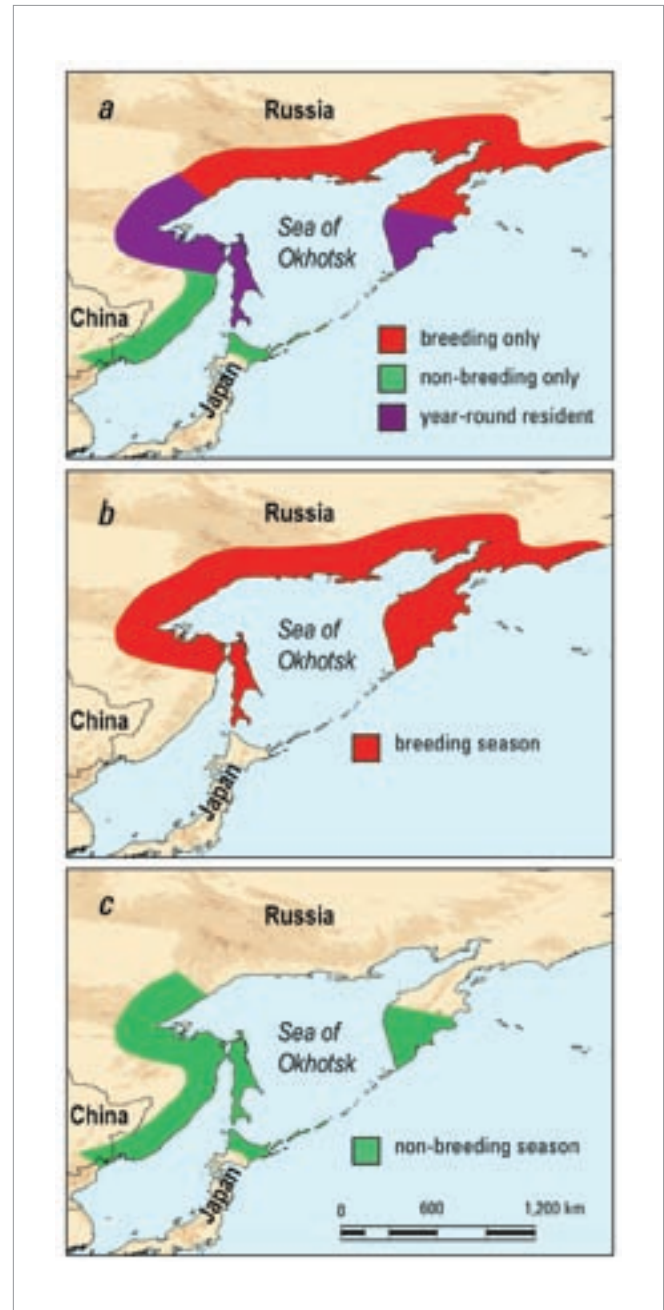 a
Russia
Sea of
Okhotsk
China
Japan
breeding only
non-breeding only
year-round resident
b
Russia
Sea of
Okhotsk
China
Japan
breeding season
c
Russia
Sea of
Okhotsk
China
Japan
non-breeding season
0 600 1,200 km